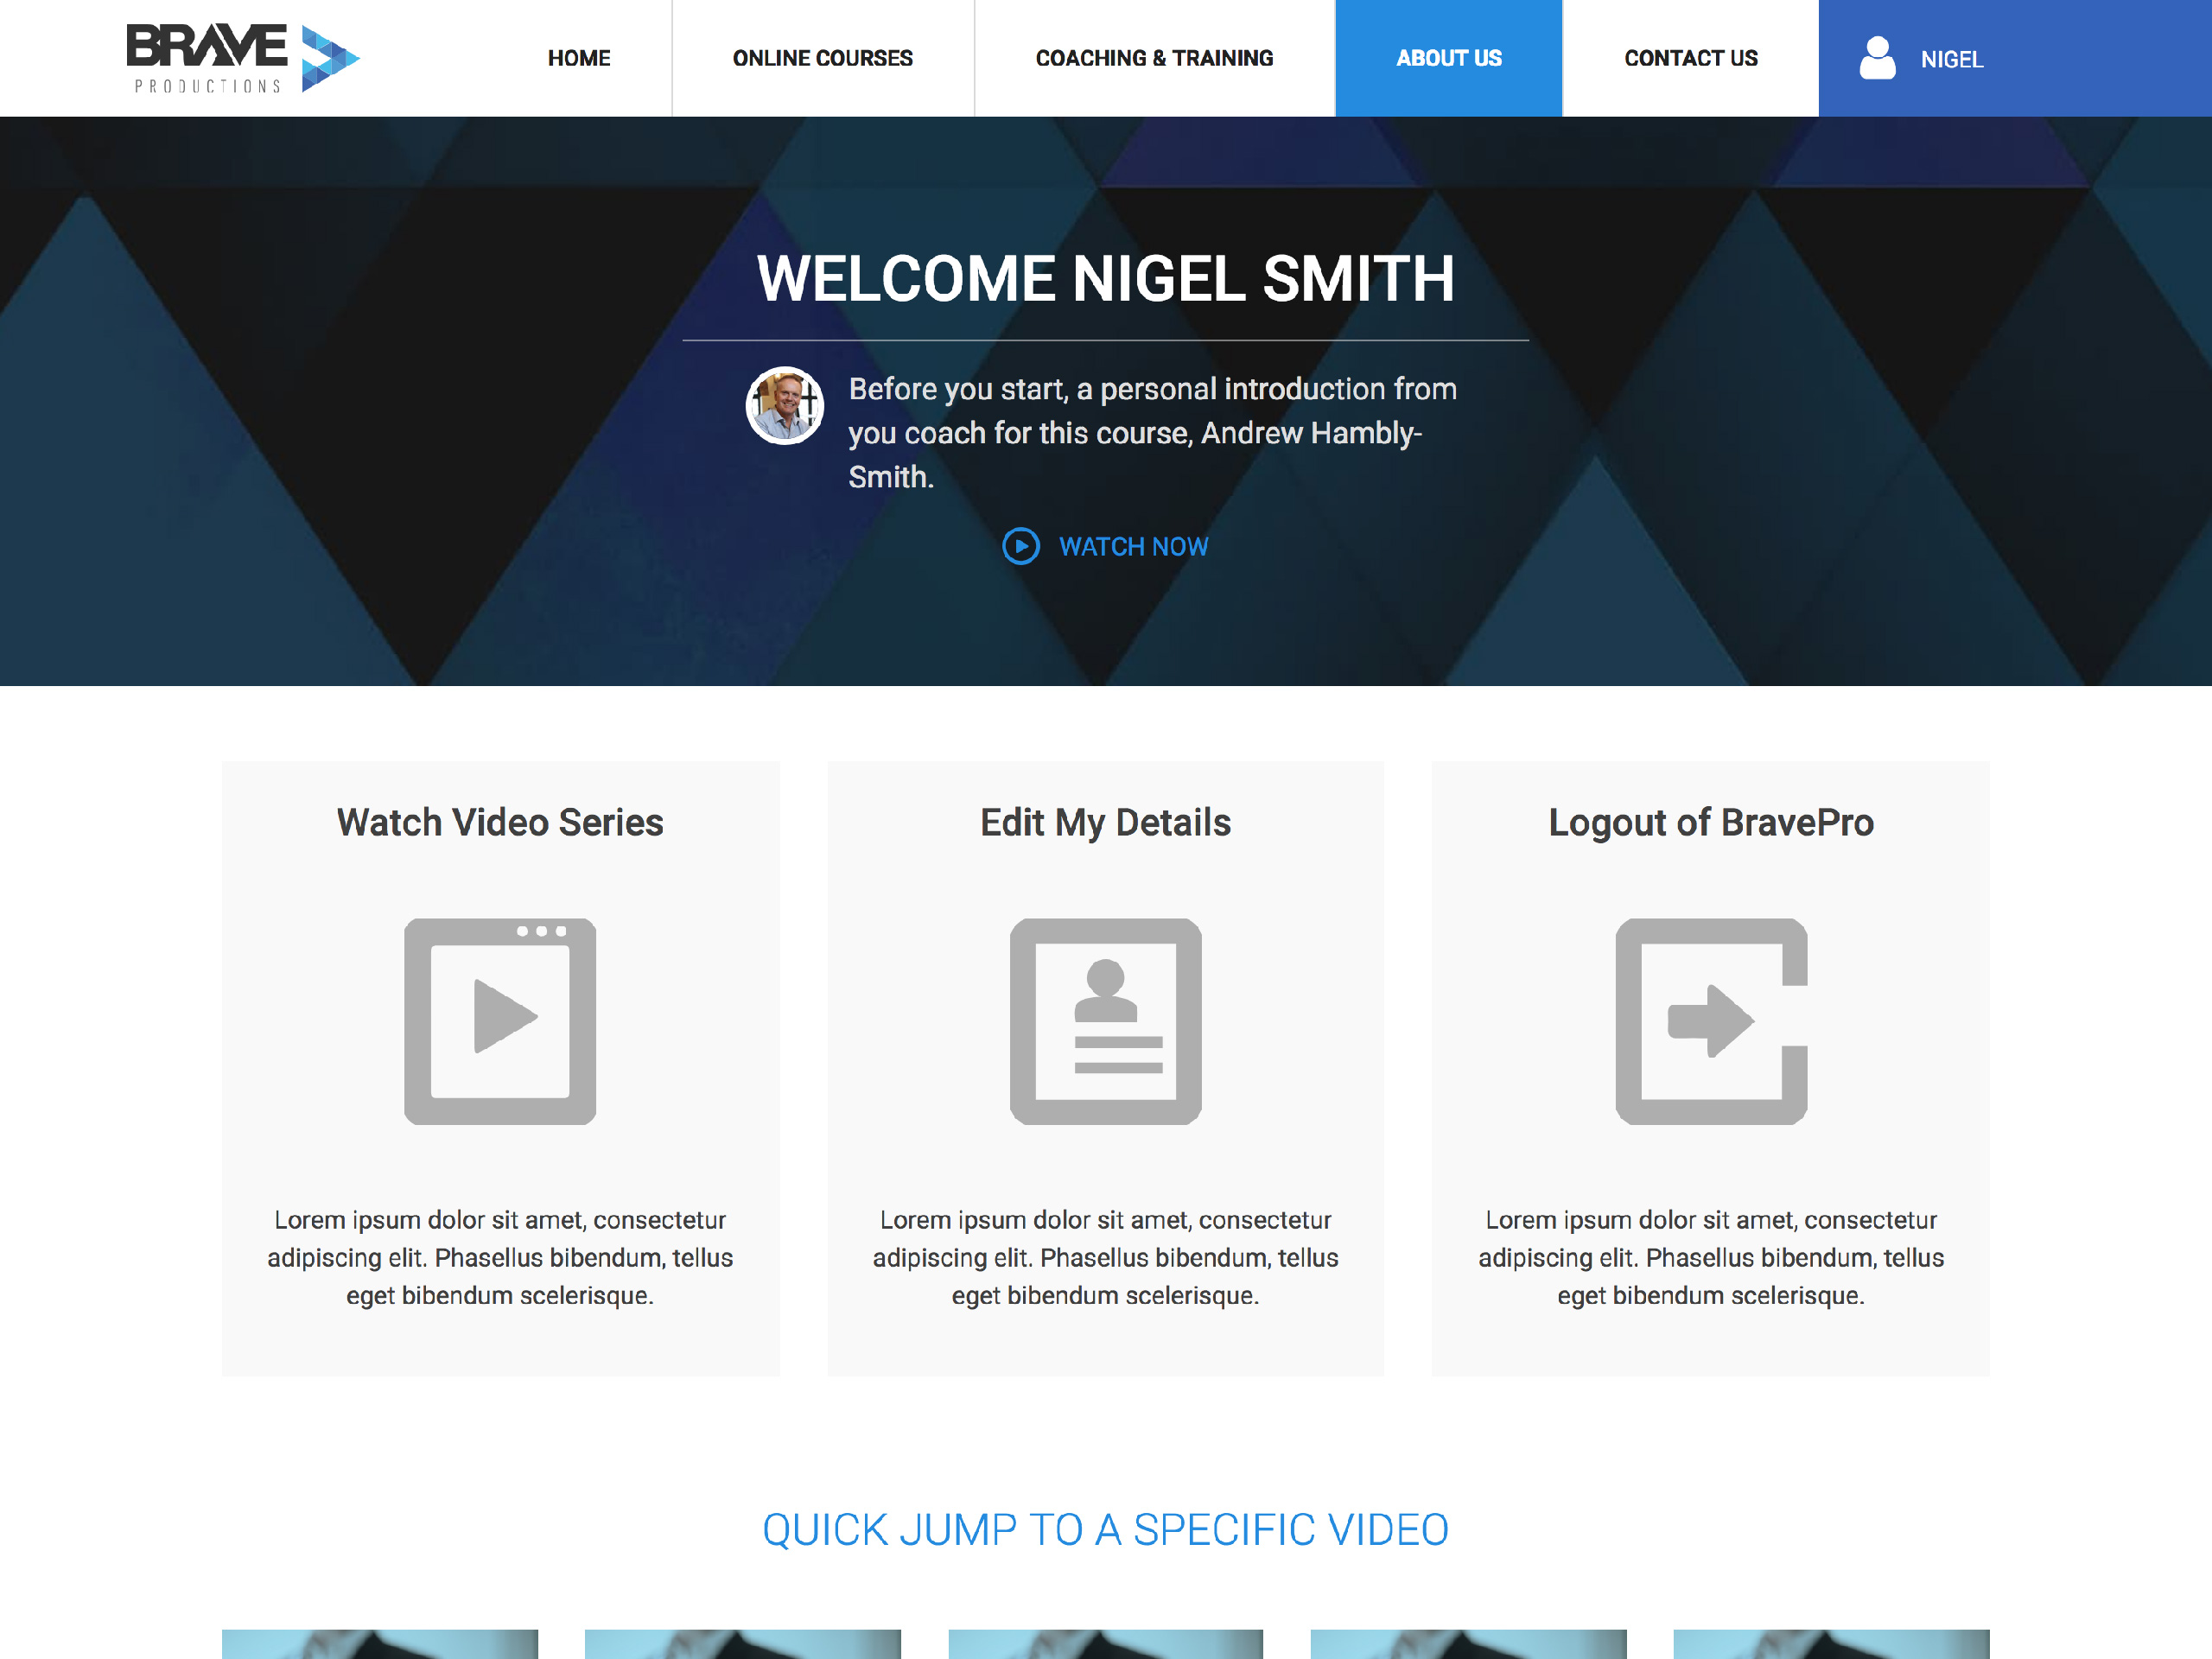 BRAVE
PRODUCTIONS
HOME
ONLINE COURSES
COACHING & TRAINING
ABOUT US
CONTACT US
NIGEL
WELCOME NIGEL SMITH
Before you start, a personal introduction from
you coach for this course, Andrew Hambly-
Smith.
WATCH NOW
Watch Video Series
Lorem ipsum dolor sit amet, consectetur
adipiscing elit. Phasellus bibendum, tellus
eget bibendum scelerisque.
Edit My Details
Lorem ipsum dolor sit amet, consectetur
adipiscing elit. Phasellus bibendum, tellus
eget bibendum scelerisque.
Logout of BravePro
Lorem ipsum dolor sit amet, consectetur
adipiscing elit. Phasellus bibendum, tellus
eget bibendum scelerisque.
QUICK JUMP TO A SPECIFIC VIDEO